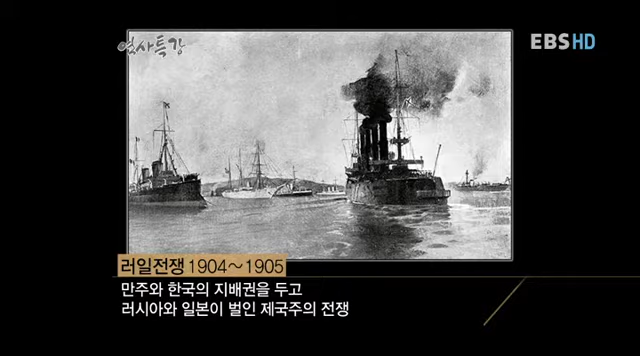 역사특강
EBS HD
러일전쟁 1904～1905
만주와 한국의 지배권을 두고
러시아와 일본이 벌인 제국주의 전쟁